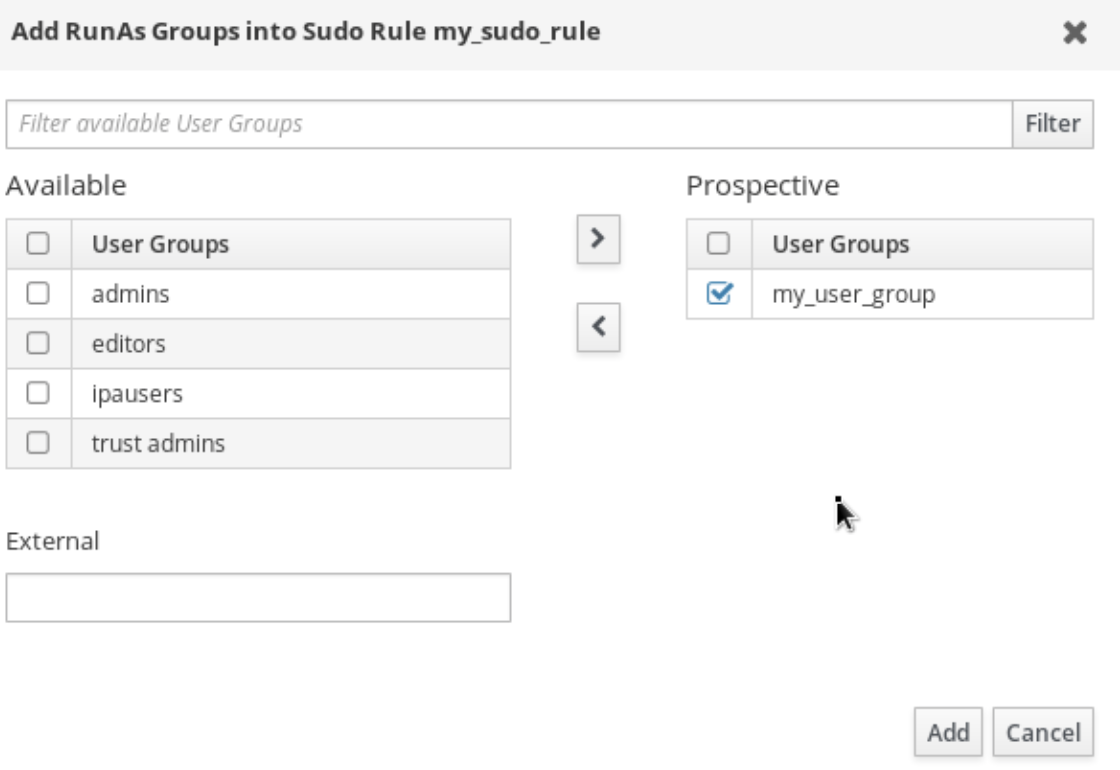 Add RunAs Groups into Sudo Rule my_sudo_rule
Filter available User Groups
Filter
Available
User Groups
admins
editors
ipausers
trust admins
Prospective
User Groups
my_user_group
External
Add
Cancel